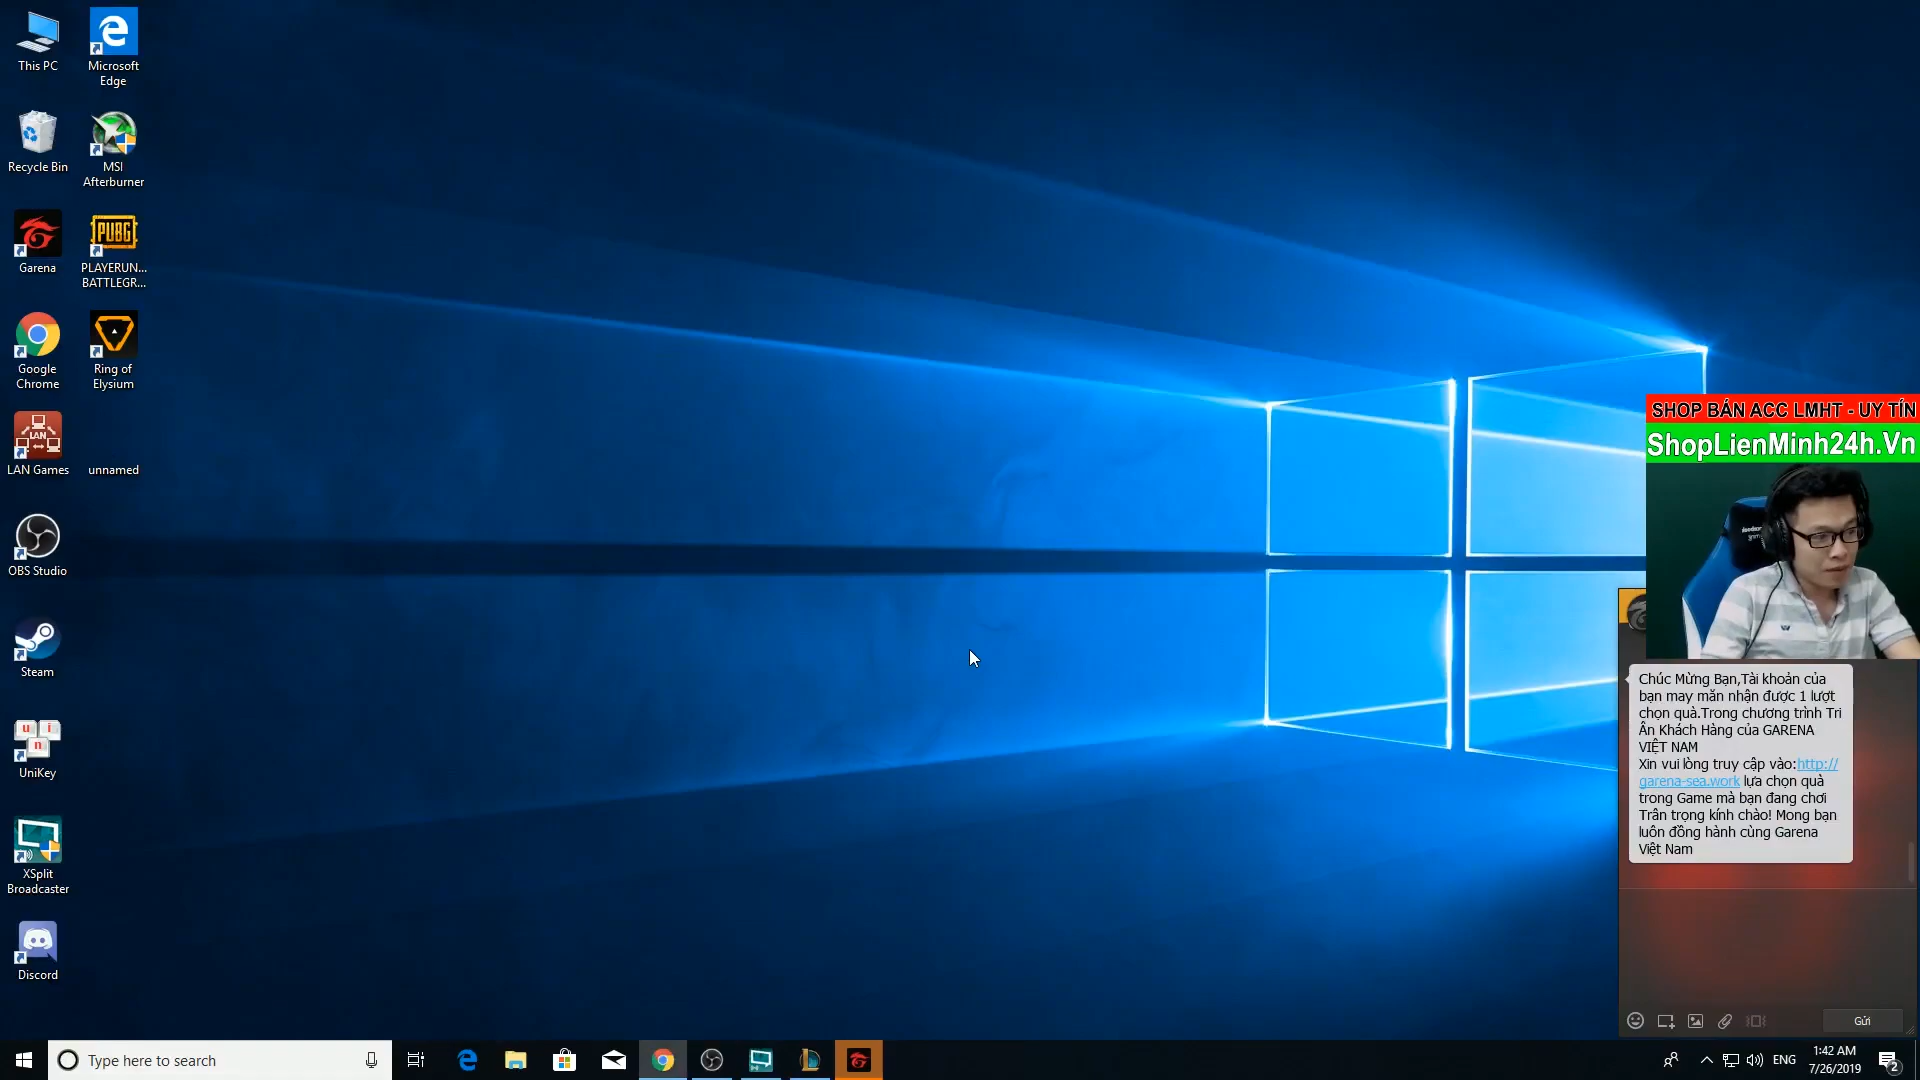 This PC
Microsoft
Edge
Recycle Bin
MSI
Afterburner
Garena
PUBG
PLAYERUN...
BATTLEGR...
Google
Chrome
Ring of
Elysium
LAN
LAN Games
unnamed
OBS Studio
Steam
u i
n
UniKey
XSplit
Broadcaster
Discord
SHOP BÁN ACC LMHT - UY TÍN
ShopLienMinh24h.Vn
Chúc Mừng Bạn,Tài khoản của
bạn may mắn nhận được 1 lượt
chọn quà.Trong chương trình Tri
Ân Khách Hàng của GARENA
VIỆT NAM
Xin vui lòng truy cập vào:http://
garena-sea.work lựa chọn quà
trong Game mà bạn đang chơi
Trân trọng kính chào! Mong bạn
luôn đồng hành cùng Garena
Việt Nam
Gửi
Type here to search
ENG
1:42 AM
7/26/2019
2